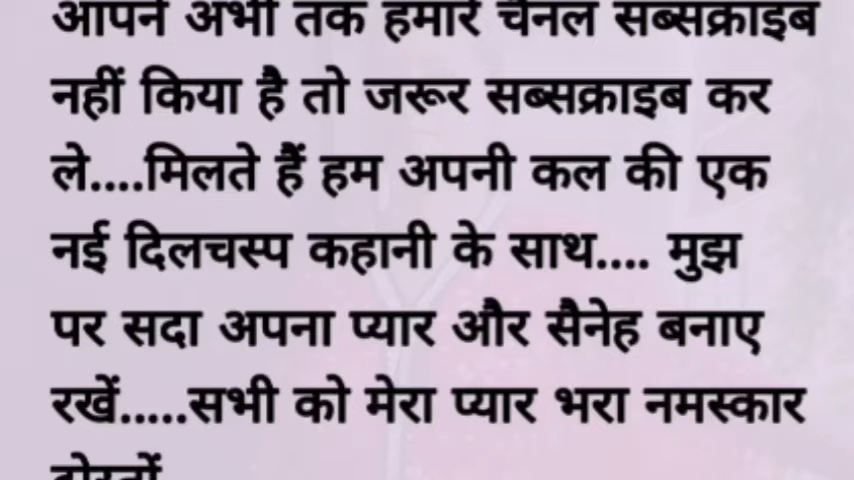 आपने अभी तक हमारे चैनल सब्सक्राइब
नहीं किया है तो जरूर सब्सक्राइब कर
ले....मिलते हैं हम अपनी कल की एक
नई दिलचस्प कहानी के साथ.... मुझ
पर सदा अपना प्यार और सैनेह बनाए
रखें.....सभी को मेरा प्यार भरा नमस्कार
दोस्तों